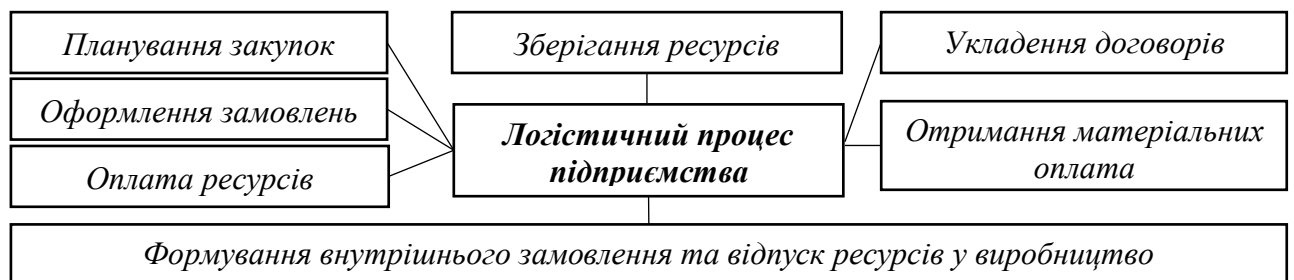 Планування закупок
Зберігання ресурсів
Укладення договорів
Оформлення замовлень
Логістичний процес
підприємства
Отримання матеріальних
оплата
Оплата ресурсів
Формування внутрішнього замовлення та відпуск ресурсів у виробництво